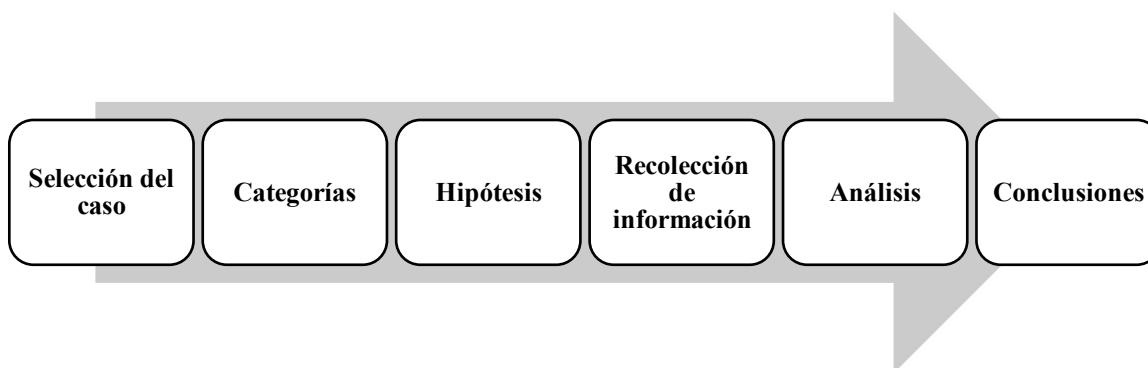 Selección del
caso
Categorías
Hipótesis
Recolección
de
información
Análisis
Conclusiones